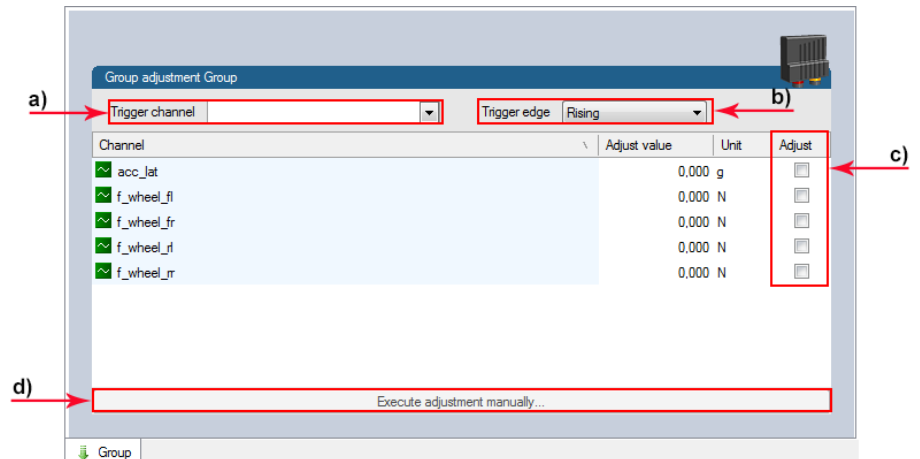 Group adjustment Group
a) Trigger channel Trigger edge Rising b)
Channel Adjust value Unit Adjust
c)
acc_lat 0,000 g
f_wheel_fl 0,000 N
f_wheel_fr 0,000 N
f_wheel_rl 0,000 N
f_wheel_rr 0,000 N
d)
Execute adjustment manually...
Group